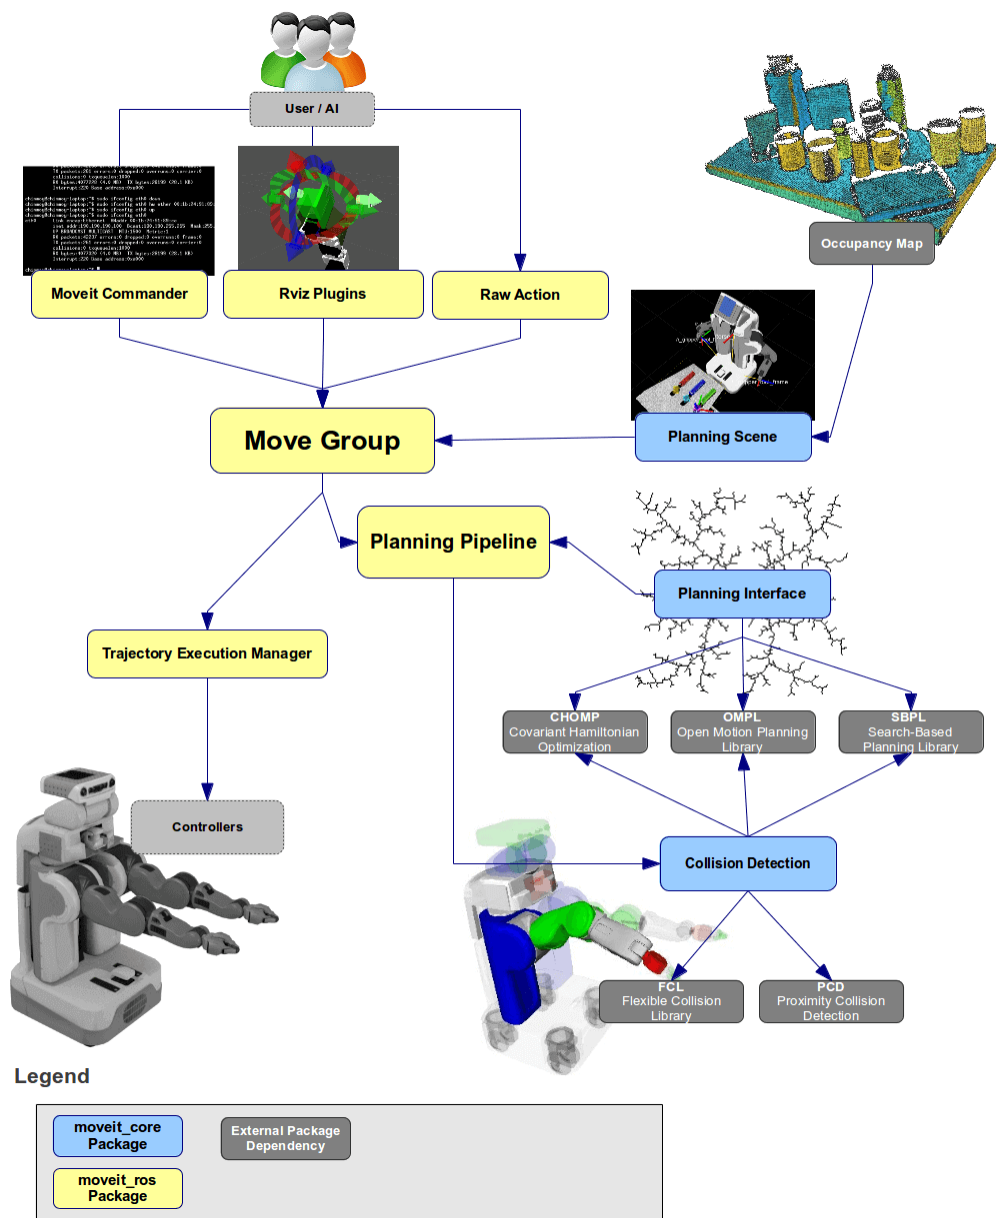 User / AI
Occupancy Map
Moveit Commander
Rviz Plugins
Raw Action
Move Group
Planning Scene
Planning Pipeline
Planning Interface
Trajectory Execution Manager
CHOMP
Covariant Hamiltonian
Optimization
OMPL
Open Motion Planning
Library
SBPL
Search-Based
Planning Library
Controllers
Collision Detection
FCL
Flexible Collision
Library
PCD
Proximity Collision
Detection
Legend
moveit_core
Package
External Package
Dependency
moveit_ros
Package